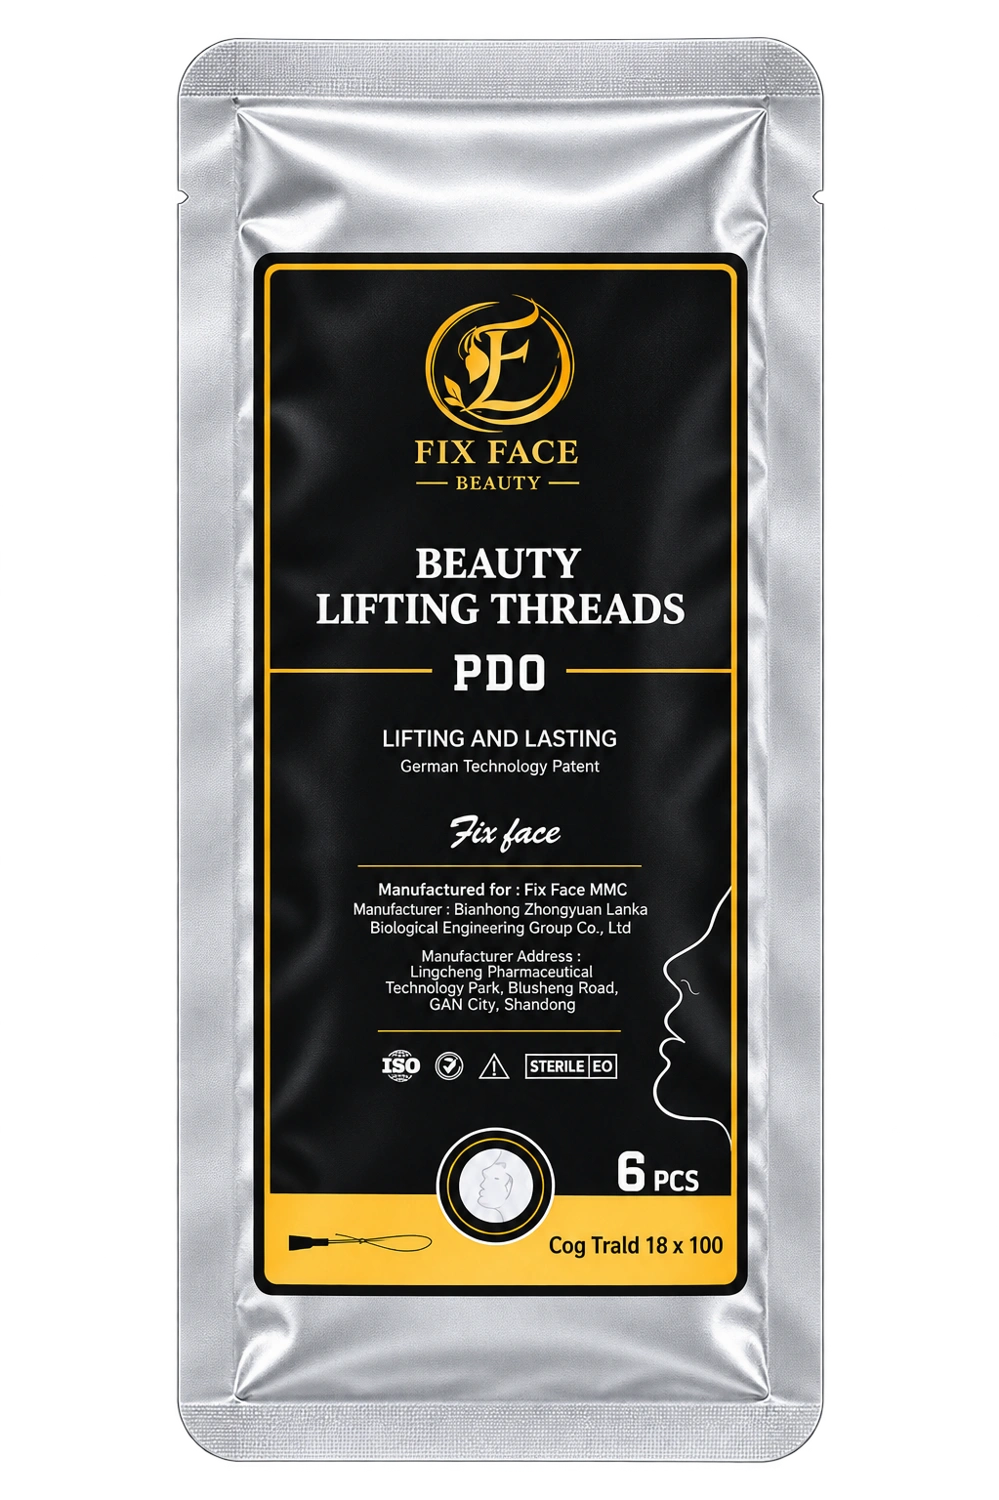 FIX FACE
BEAUTY
BEAUTY
LIFTING THREADS
PDO
LIFTING AND LASTING
German Technology Patent
Fix face
Manufactured for : Fix Face MMC
Manufacturer : Bianhong Zhongyuan Lanka
Biological Engineering Group Co., Ltd
Manufacturer Address :
Lingcheng Pharmaceutical
Technology Park, Blusheng Road,
GAN City, Shandong
ISO
STERILE EO
6 PCS
Cog Trald 18 x 100